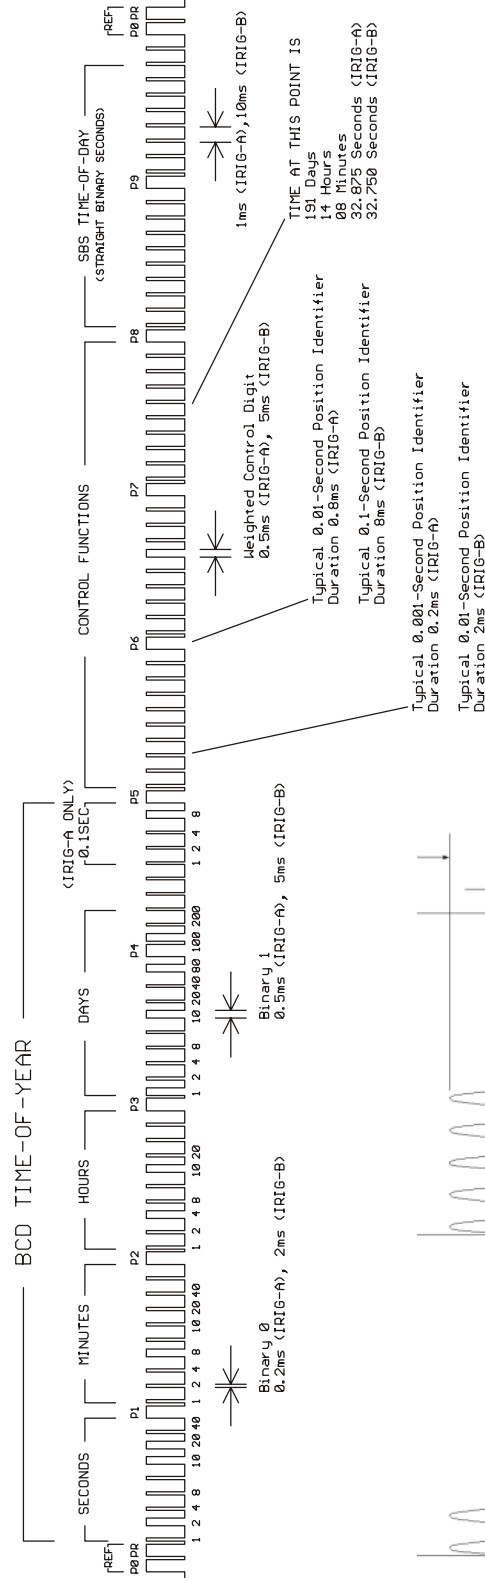 BCD TIME-OF-YEAR
(IRIG-A ONLY)
SECONDS MINUTES HOURS DAYS 0.1SEC CONTROL FUNCTIONS SBS TIME-OF-DAY
(STRAIGHT BINARY SECONDS)
REF REF
P0 PR P1 P2 P3 P4 P5 P6 P7 P8 P9 P0 PR
1 2 4 8 10 20 40 1 2 4 8 10 20 40 1 2 4 8 10 20 1 2 4 8 10 20 40 80 100 200 1 2 4 8
Binary 0
0.2ms (IRIG-A), 2ms (IRIG-B)
Binary 1
0.5ms (IRIG-A), 5ms (IRIG-B)
Weighted Control Digit
0.5ms (IRIG-A), 5ms (IRIG-B)
1ms (IRIG-A),10ms (IRIG-B)
TIME AT THIS POINT IS
191 Days
14 Hours
08 Minutes
32.875 Seconds (IRIG-A)
32.750 Seconds (IRIG-B)
Typical 0.01-Second Position Identifier
Duration 0.8ms (IRIG-A)
Typical 0.1-Second Position Identifier
Duration 8ms (IRIG-B)
Typical 0.001-Second Position Identifier
Duration 0.2ms (IRIG-A)
Typical 0.01-Second Position Identifier
Duration 2ms (IRIG-B)